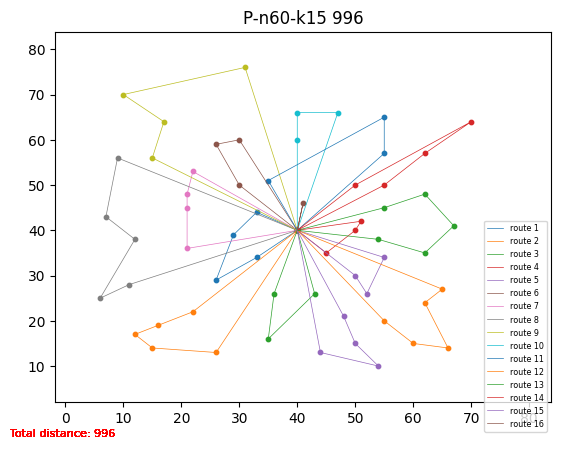 P-n60-k15 996
80
70
60
50
40
30
20
10
0 10 20 30 40 50 60 70 80
route 1
route 2
route 3
route 4
route 5
route 6
route 7
route 8
route 9
route 10
route 11
route 12
route 13
route 14
route 15
route 16
Total distance: 996